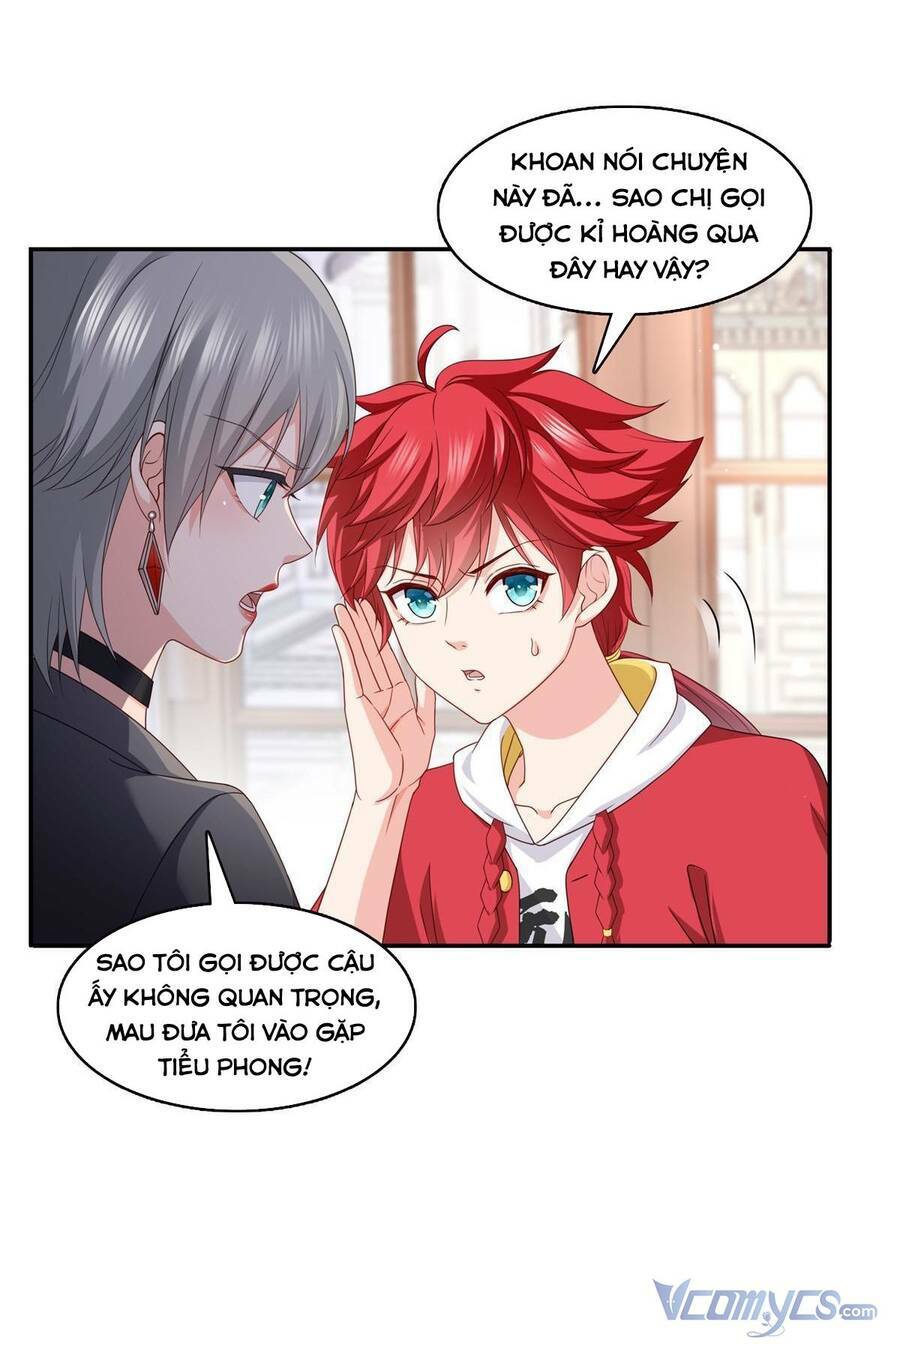 KHOAN NÓI CHUYỆN
NÀY ĐÃ... SAO CHỊ GỌI
ĐƯỢC KỈ HOÀNG QUA
ĐÂY HAY VẬY?
SAO TÔI GỌI ĐƯỢC CẬU
ẤY KHÔNG QUAN TRỌNG,
MAU ĐƯA TÔI VÀO GẶP
TIỂU PHONG!
VCOMYCS.com